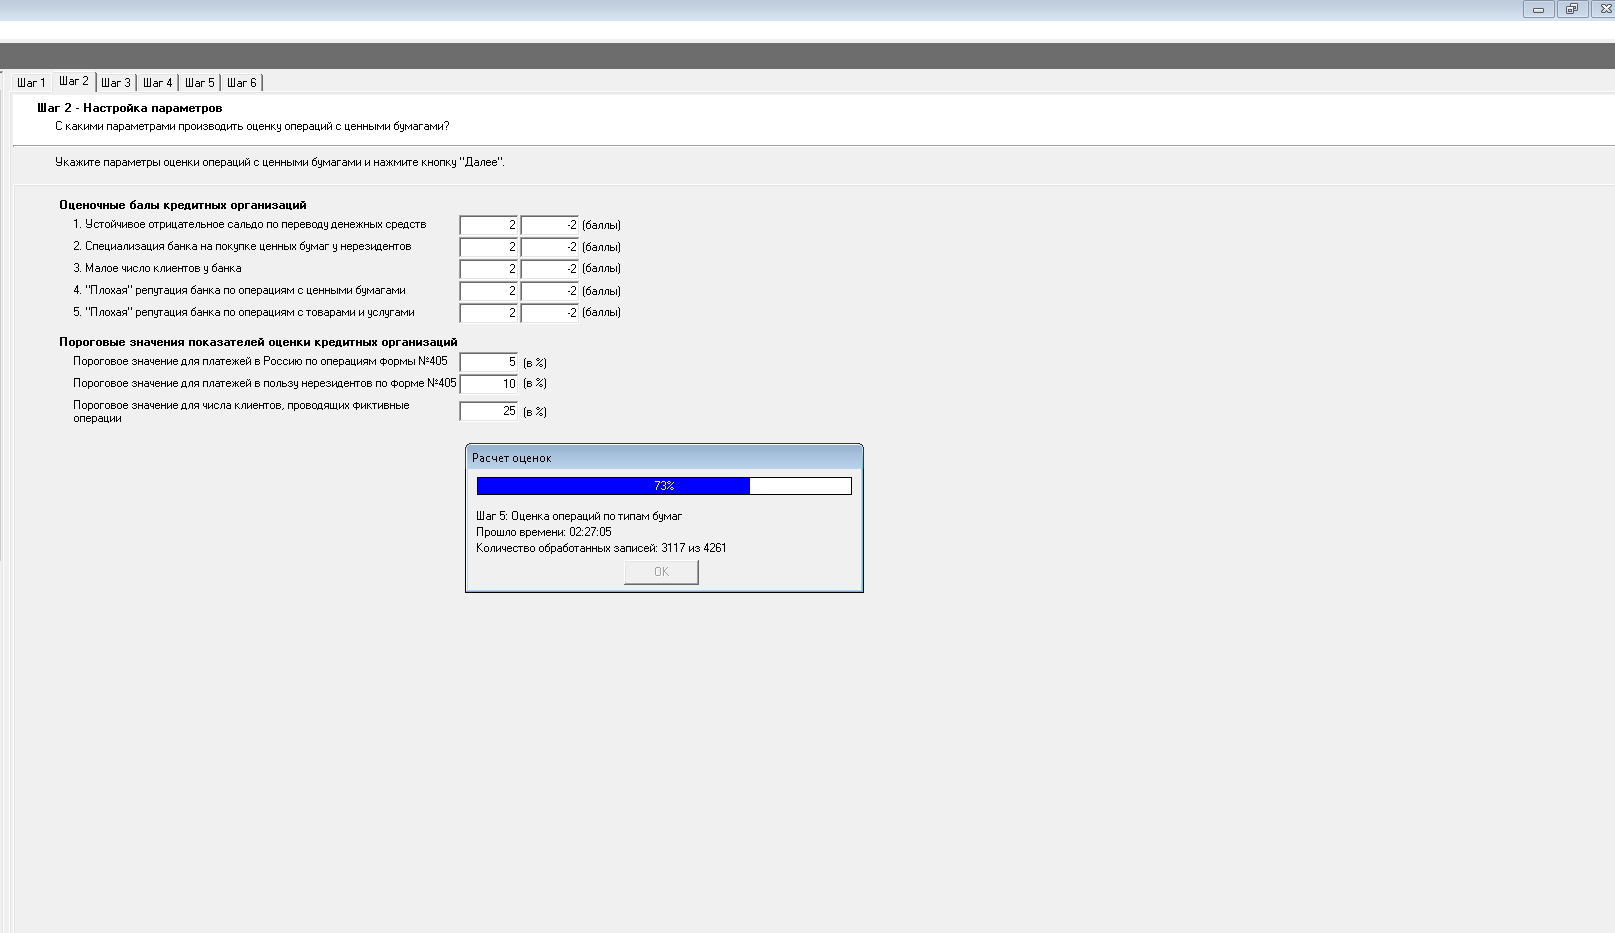 Шаг 1 Шаг 2 Шаг 3 Шаг 4 Шаг 5 Шаг 6
Шаг 2 - Настройка параметров
С какими параметрами производить оценку операций с ценными бумагами?
Укажите параметры оценки операций с ценными бумагами и нажмите кнопку "Далее".
Оценочные балы кредитных организаций
1. Устойчивое отрицательное сальдо по переводу денежных средств 2 -2 (баллы)
2. Специализация банка на покупке ценных бумаг у нерезидентов 2 -2 (баллы)
3. Малое число клиентов у банка 2 -2 (баллы)
4. "Плохая" репутация банка по операциям с ценными бумагами 2 -2 (баллы)
5. "Плохая" репутация банка по операциям с товарами и услугами 2 -2 (баллы)
Пороговые значения показателей оценки кредитных организаций
Пороговое значение для платежей в Россию по операциям формы №405 5 (в %)
Пороговое значение для платежей в пользу нерезидентов по форме №405 10 (в %)
Пороговое значение для числа клиентов, проводящих фиктивные
операции 25 (в %)
Расчет оценок
73%
Шаг 5: Оценка операций по типам бумаг
Прошло времени: 02:27:05
Количество обработанных записей: 3117 из 4261
OK